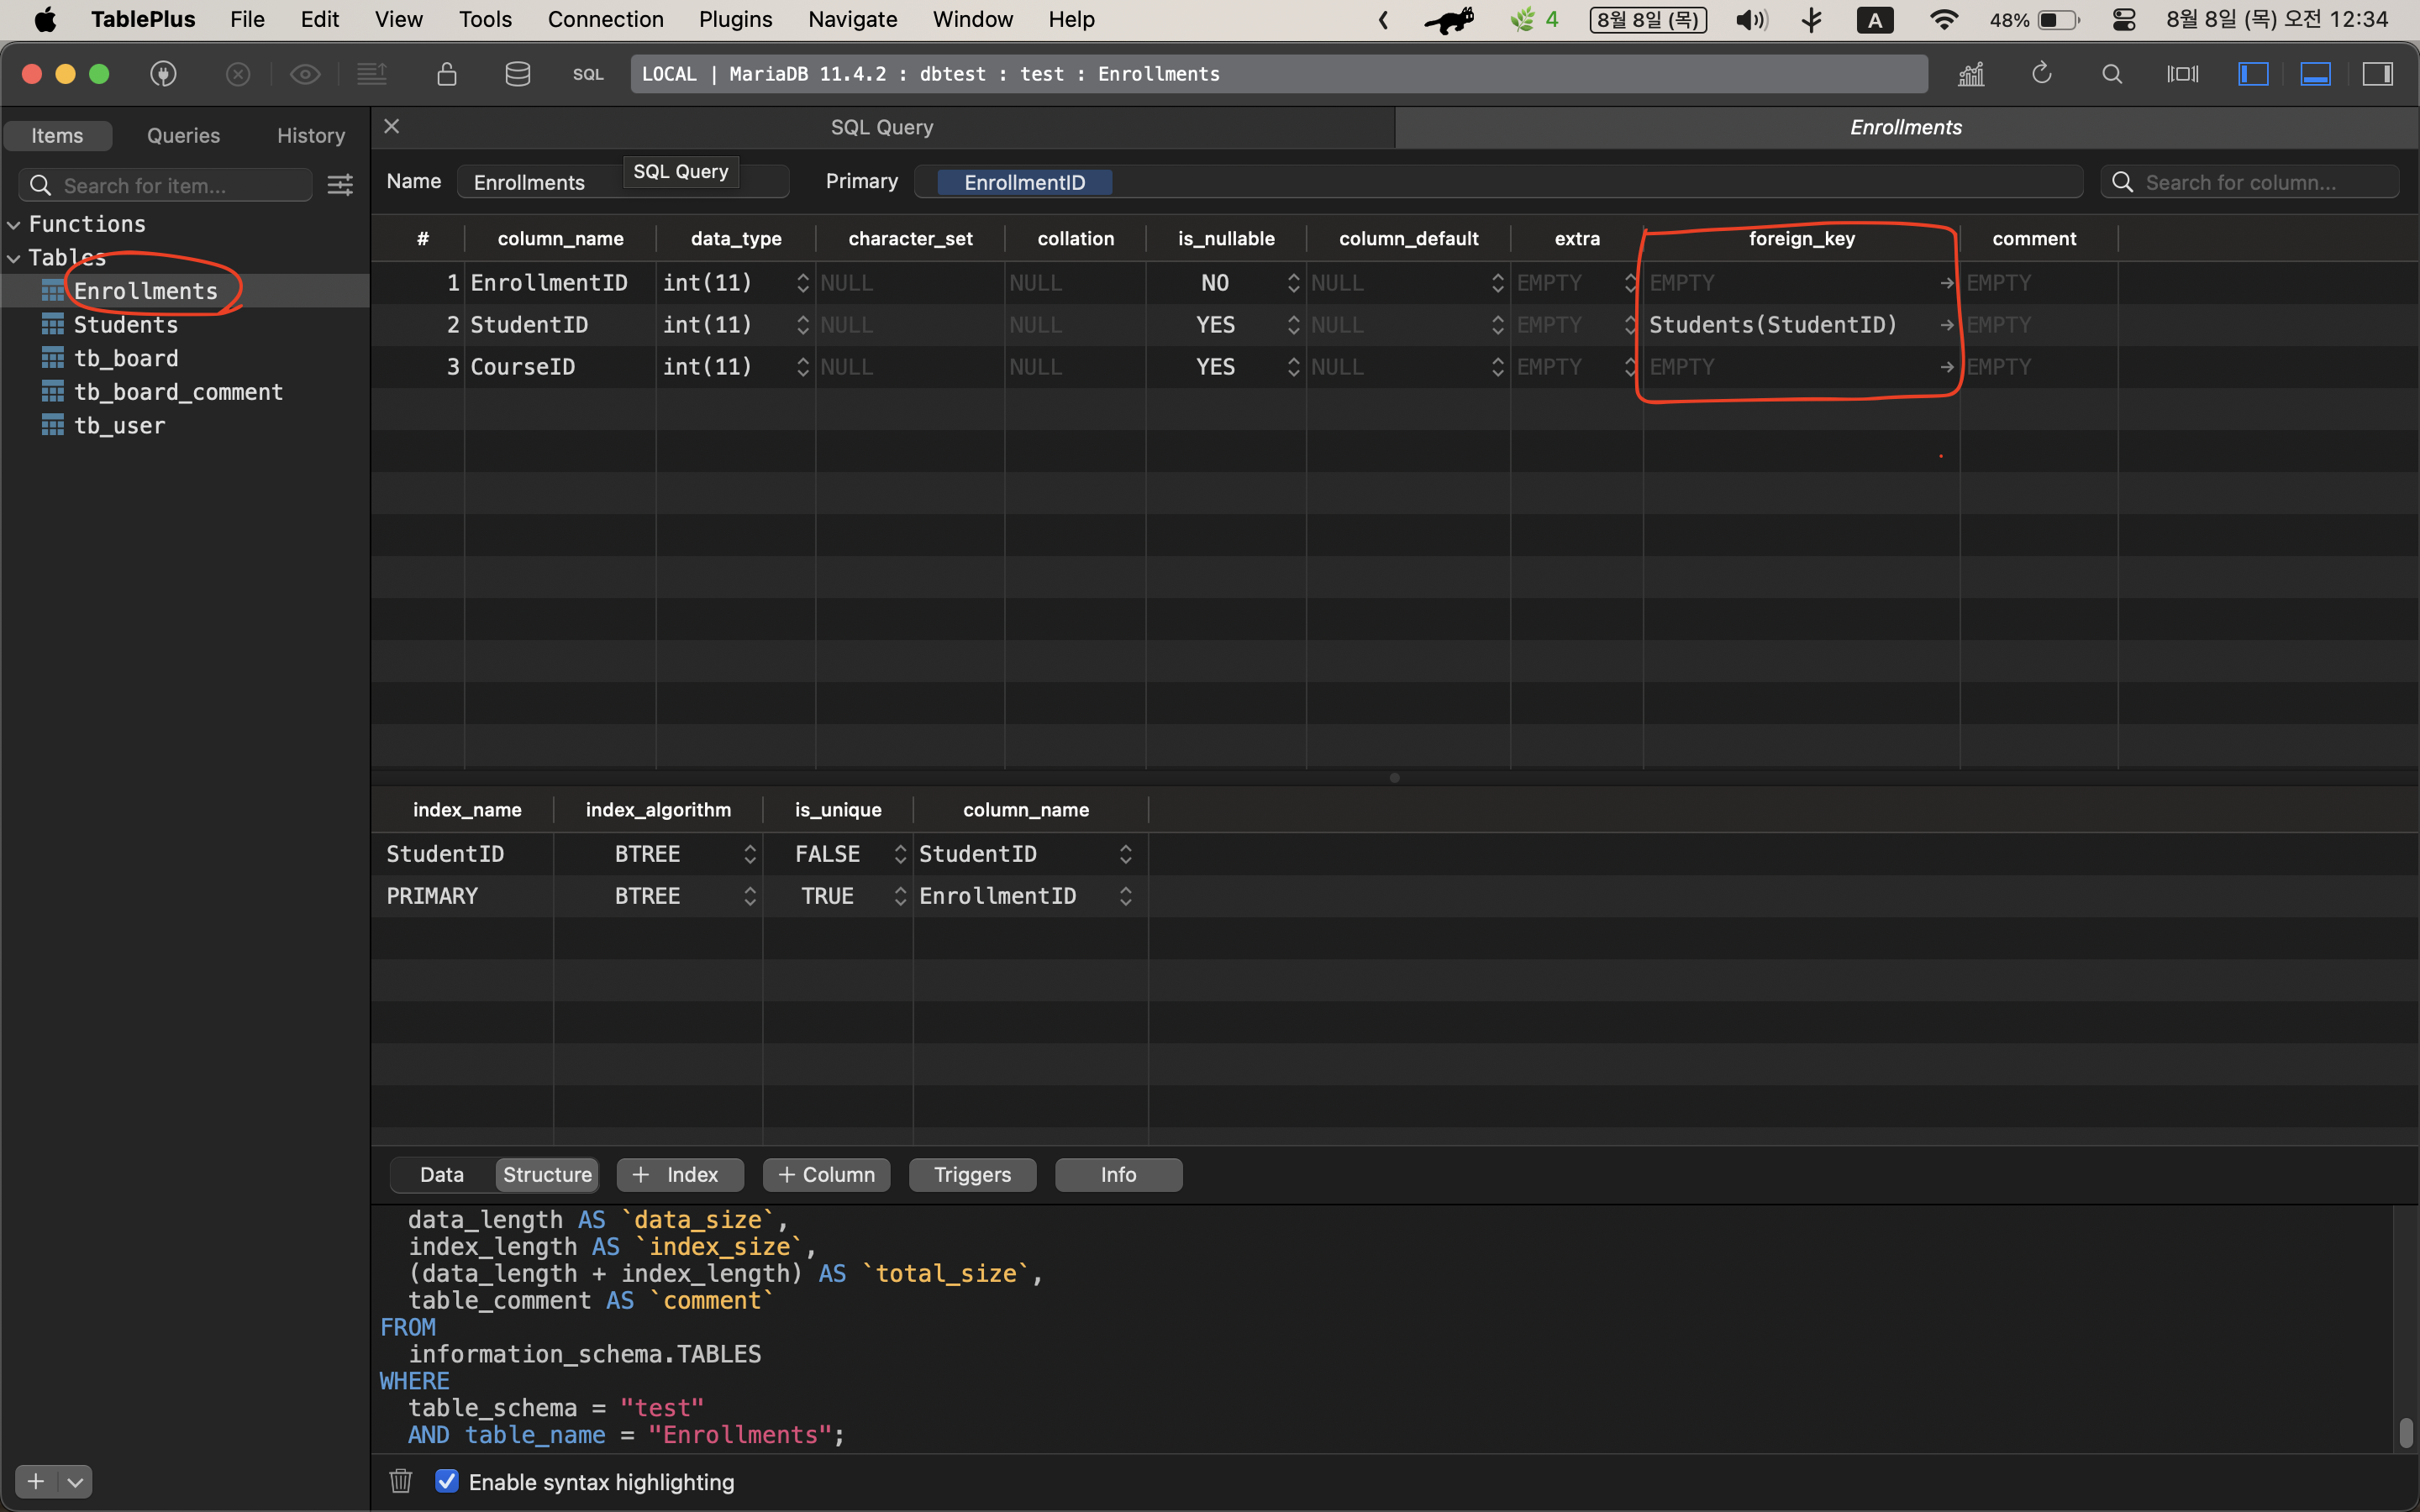 TablePlus File Edit View Tools Connection Plugins Navigate Window Help 4 8월 8일 (목) A 48% 8월 8일 (목) 오전 12:34
SQL LOCAL | MariaDB 11.4.2 : dbtest : test : Enrollments
Items Queries History
SQL Query Enrollments
Search for item...
Name Enrollments SQL Query Primary EnrollmentID Search for column...
Functions
Tables
Enrollments
Students
tb_board
tb_board_comment
tb_user
# column_name data_type character_set collation is_nullable column_default extra foreign_key comment
1 EnrollmentID int(11) NULL NULL NO NULL EMPTY EMPTY EMPTY
2 StudentID int(11) NULL NULL YES NULL EMPTY Students(StudentID) EMPTY
3 CourseID int(11) NULL NULL YES NULL EMPTY EMPTY EMPTY
index_name index_algorithm is_unique column_name
StudentID BTREE FALSE StudentID
PRIMARY BTREE TRUE EnrollmentID
Data Structure + Index + Column Triggers Info
data_length AS `data_size`,
index_length AS `index_size`,
(data_length + index_length) AS `total_size`,
table_comment AS `comment`
FROM
information_schema.TABLES
WHERE
table_schema = "test"
AND table_name = "Enrollments";
Enable syntax highlighting